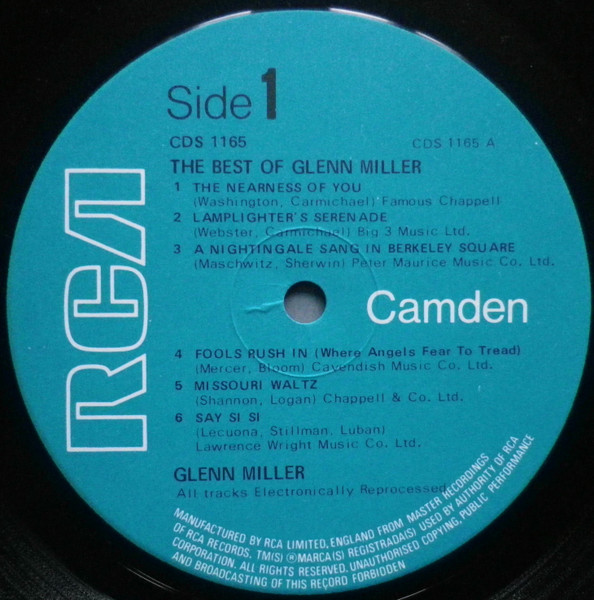 Side 1
CDS 1165
CDS 1165 A
THE BEST OF GLENN MILLER
1 THE NEARNESS OF YOU
(Washington, Carmichael) Famous Chappell
2 LAMPLIGHTER'S SERENADE
(Webster, Carmichael) Big 3 Music Ltd.
3 A NIGHTINGALE SANG IN BERKELEY SQUARE
(Maschwitz, Sherwin) Peter Maurice Music Co. Ltd.
RCA
Camden
4 FOOLS RUSH IN (Where Angels Fear To Tread)
(Mercer, Bloom) Cavendish Music Co. Ltd.
5 MISSOURI WALTZ
(Shannon, Logan) Chappell & Co. Ltd.
6 SAY SI SI
(Lecuona, Stillman, Luban)
Lawrence Wright Music Co. Ltd.
GLENN MILLER
All tracks Electronically Reprocessed
MANUFACTURED BY RCA LIMITED, ENGLAND FROM MASTER RECORDINGS
OF RCA RECORDS. TM(S) ® MARCA(S) REGISTRADA(S) USED BY AUTHORITY OF RCA
CORPORATION. ALL RIGHTS RESERVED. UNAUTHORISED COPYING, PUBLIC PERFORMANCE
AND BROADCASTING OF THIS RECORD FORBIDDEN